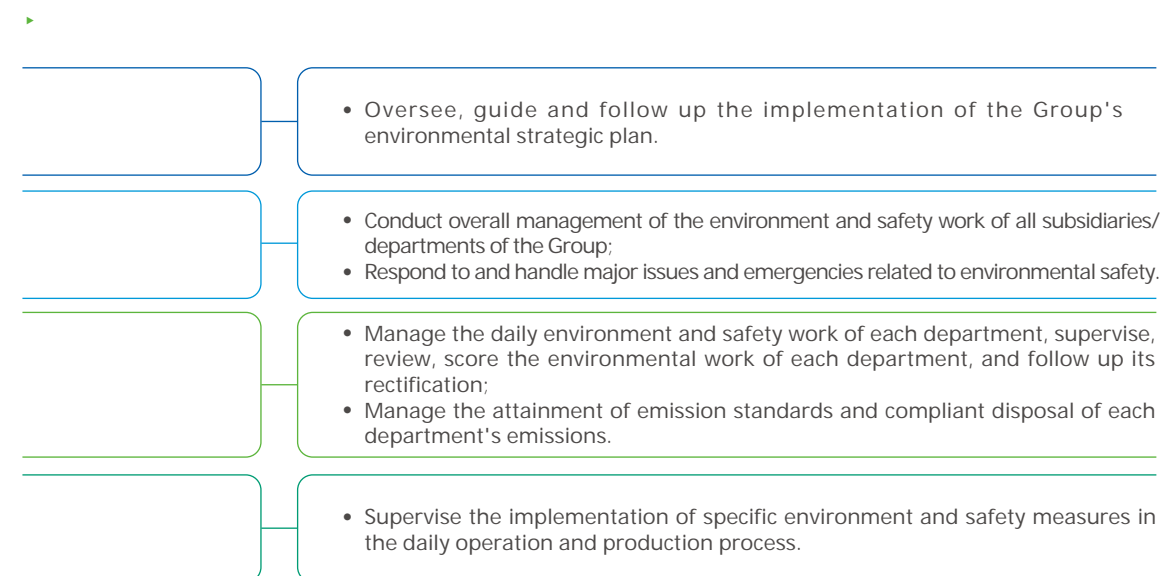 • Oversee, guide and follow up the implementation of the Group's
environmental strategic plan.
• Conduct overall management of the environment and safety work of all subsidiaries/
departments of the Group;
• Respond to and handle major issues and emergencies related to environmental safety.
• Manage the daily environment and safety work of each department, supervise,
review, score the environmental work of each department, and follow up its
rectification;
• Manage the attainment of emission standards and compliant disposal of each
department's emissions.
• Supervise the implementation of specific environment and safety measures in
the daily operation and production process.